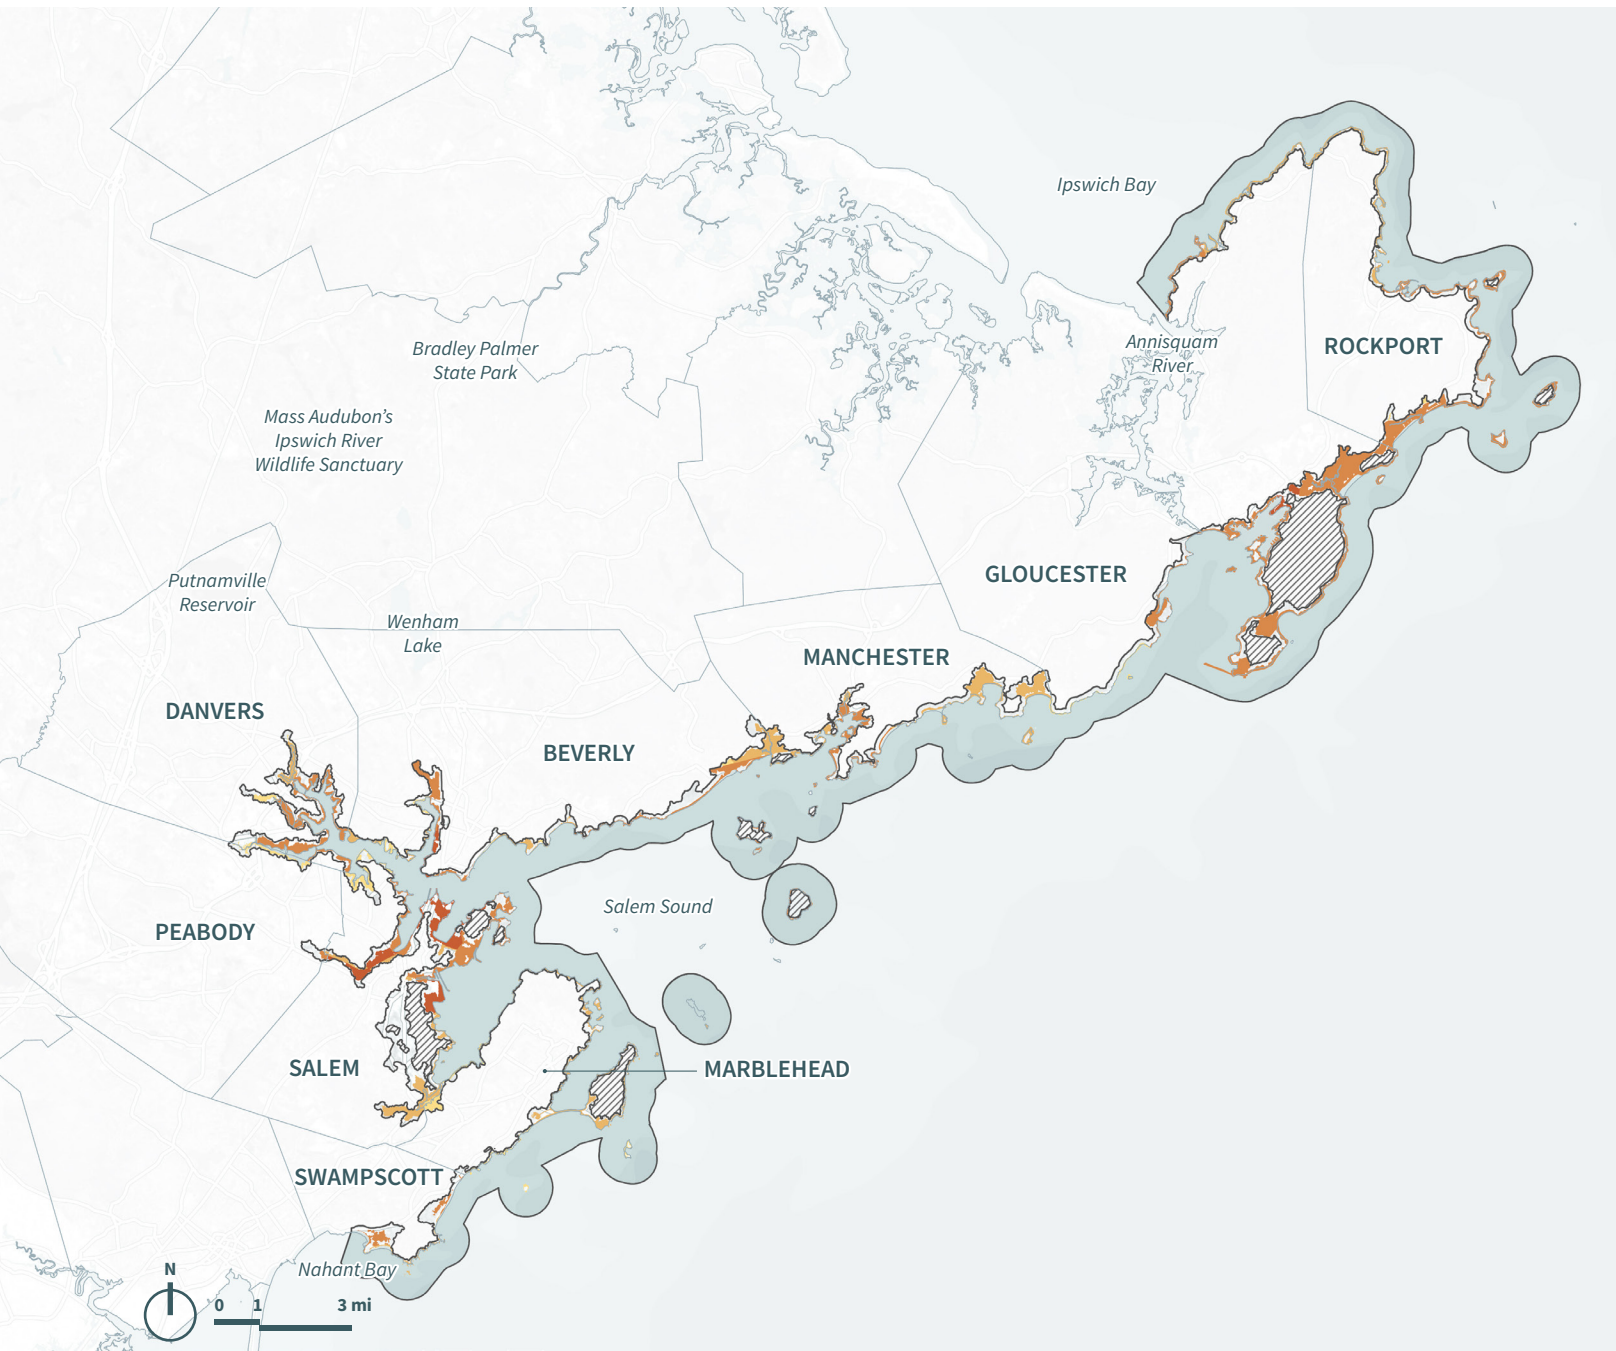 Ipswich Bay
Annisquam
River
ROCKPORT
Bradley Palmer
State Park
Mass Audubon’s
Ipswich River
Wildlife Sanctuary
Putnamville
Reservoir
Wenham
Lake
GLOUCESTER
MANCHESTER
DANVERS
BEVERLY
Salem Sound
PEABODY
SALEM
MARBLEHEAD
SWAMPSCOTT
Nahant Bay
N
0 1 3 mi